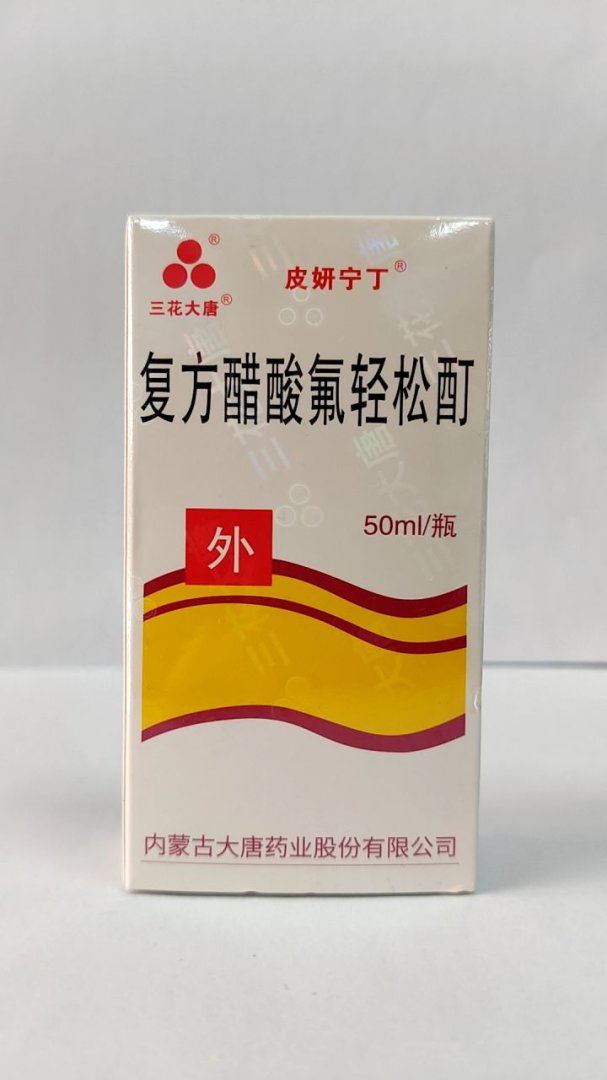 三花大唐®
皮妍宁丁®
复方醋酸氟轻松酊
50ml/瓶
外
内蒙古大唐药业股份有限公司